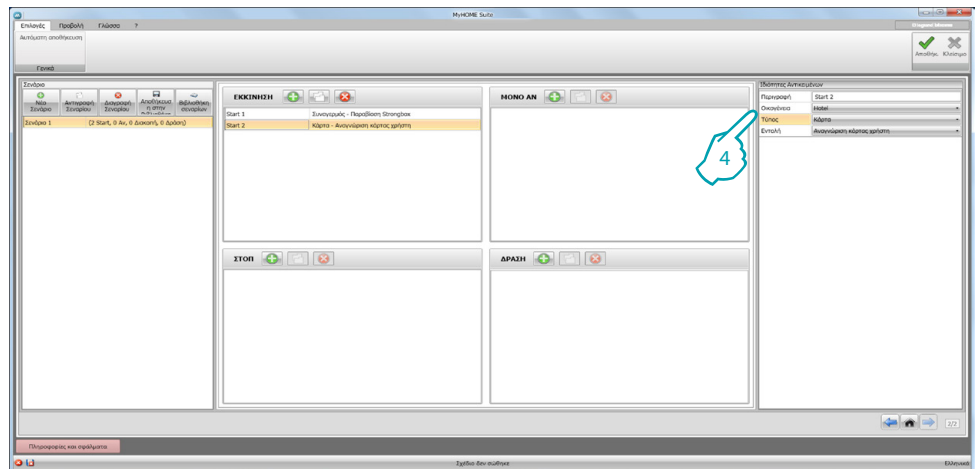 MyHOME Suite
Επιλογές Προβολή Γλώσσα ?
Αυτόματη αποθήκευση
Αποθήκ. Κλείσιμο
Γενικά
Σενάριο
Νέο Σενάριο
Αντιγραφή Σεναρίου
Διαγραφή Σεναρίου
Αποθήκευσ
η στην
Βιβλιοθήκη σεναρίων
Σενάριο 1 (2 Start, 0 Αν, 0 Διακοπή, 0 Δράση)
ΕΚΚΙΝΗΣΗ
Start 1 Συναγερμός - Παραβίαση Strongbox
Start 2 Κάρτα - Αναγνώριση κάρτας χρήστη
ΜΟΝΟ ΑΝ
ΣΤΟΠ
ΔΡΑΣΗ
Ιδιότητες Αντικειμένων
Περιγραφή Start 2
Οικογένεια Hotel
Τύπος Κάρτα
Εντολή Αναγνώριση κάρτας χρήστη
4
2/2
Πληροφορίες και σφάλματα
Σχέδιο δεν σώθηκε
Ελληνικά